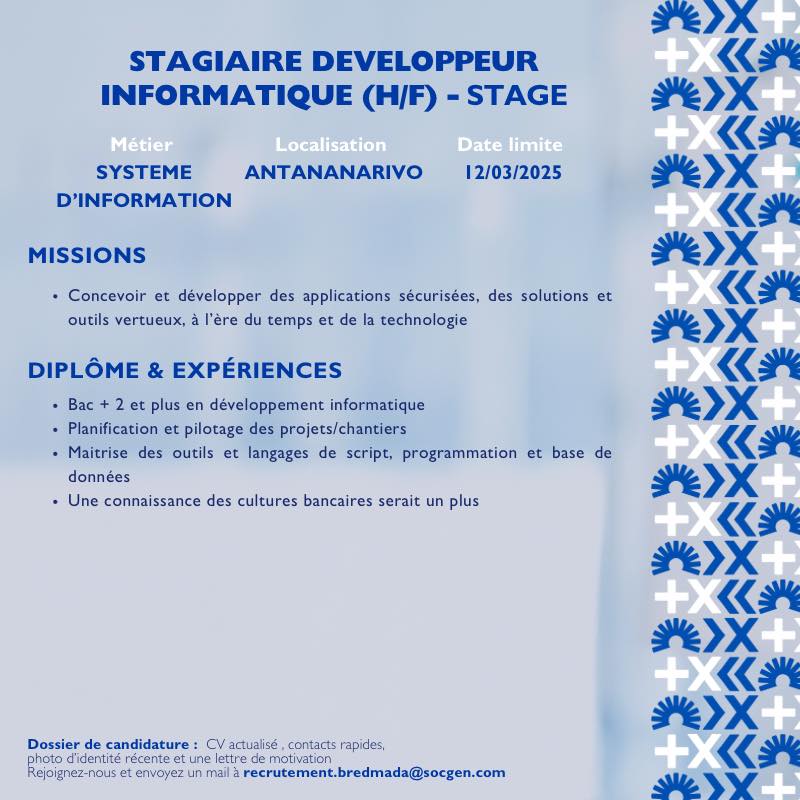 STAGIAIRE DEVELOPPEUR
INFORMATIQUE (H/F) - STAGE
Métier
SYSTEME
D’INFORMATION
Localisation
ANTANANARIVO
Date limite
12/03/2025
MISSIONS
• Concevoir et développer des applications sécurisées, des solutions et
outils vertueux, à l’ère du temps et de la technologie
DIPLÔME & EXPÉRIENCES
• Bac + 2 et plus en développement informatique
• Planification et pilotage des projets/chantiers
• Maitrise des outils et langages de script, programmation et base de
données
• Une connaissance des cultures bancaires serait un plus
Dossier de candidature : CV actualisé , contacts rapides,
photo d’identité récente et une lettre de motivation
Rejoignez-nous et envoyez un mail à recrutement.bredmada@socgen.com